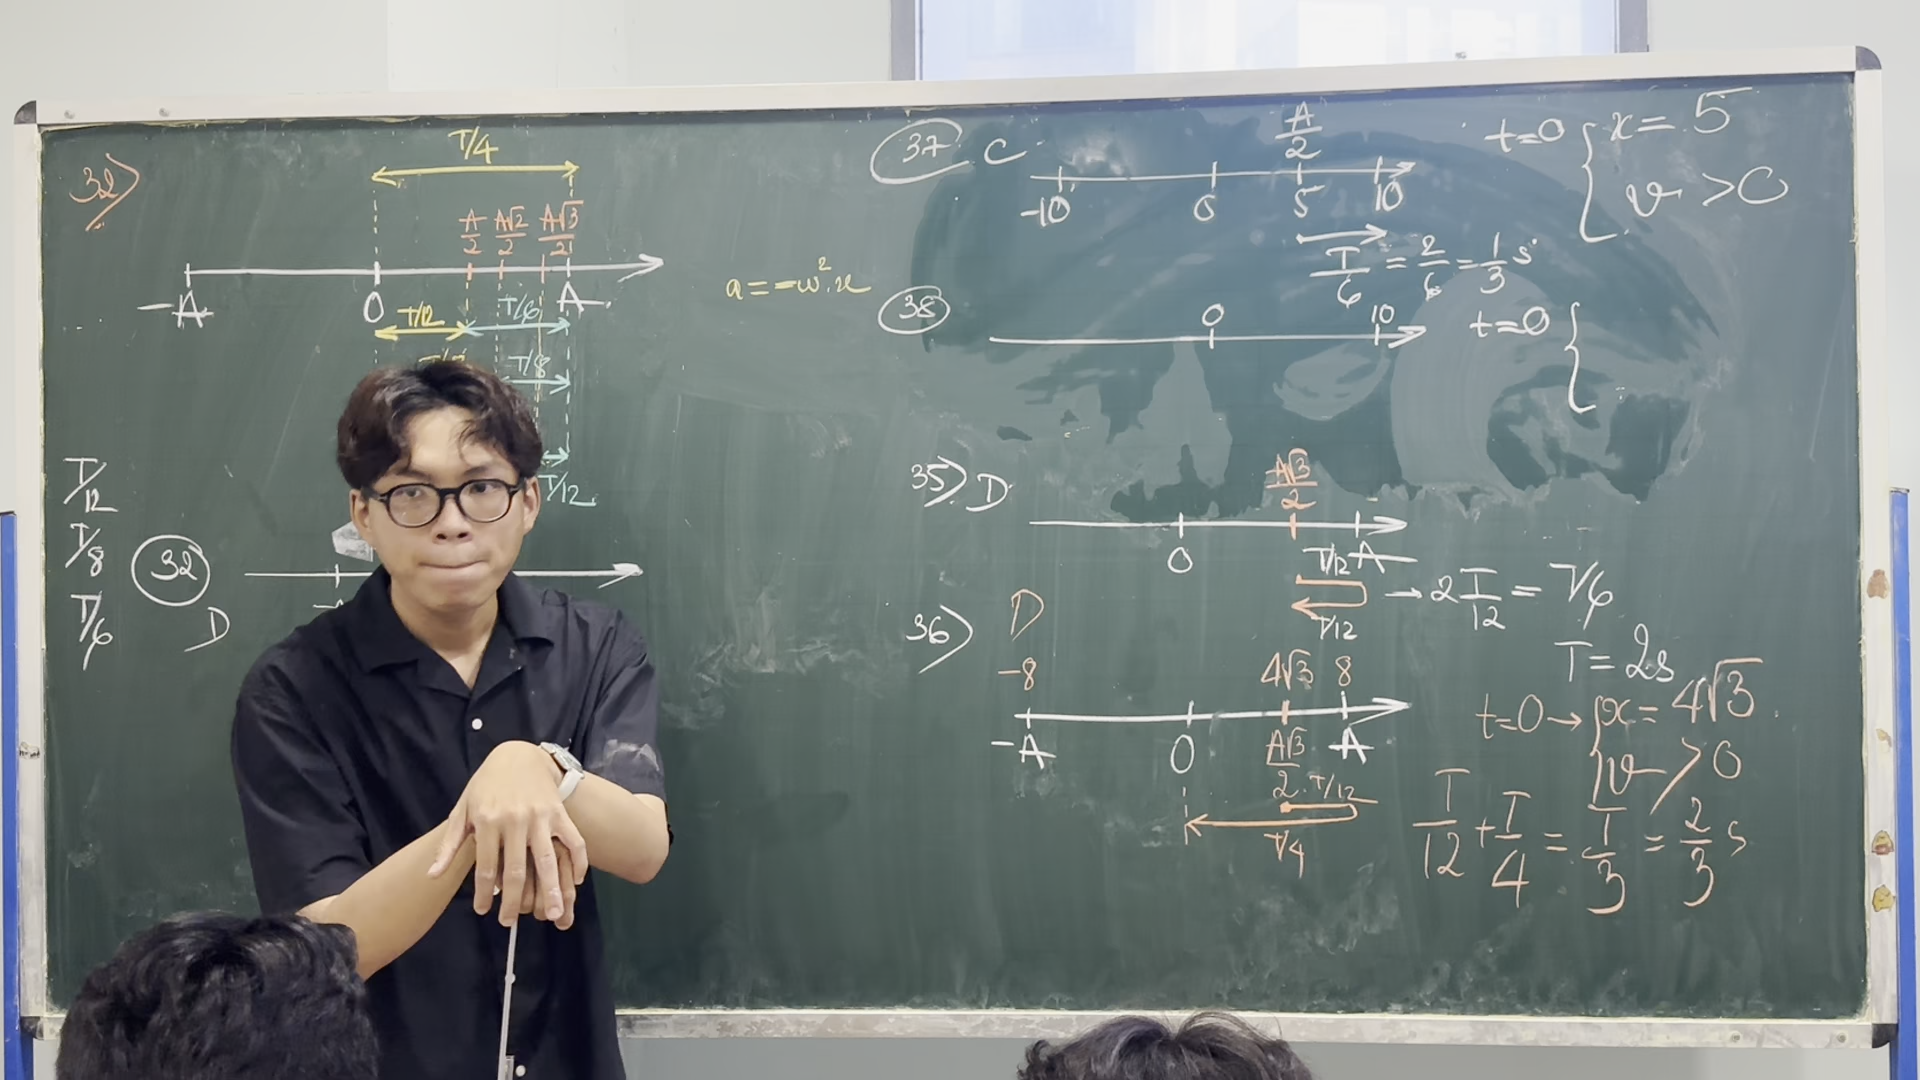 32>
T/4
A/2 A√2/2 A√3/2
-A O A
T/12 T/6
T/8
T/12
T/12
T/8
T/6
32
D
a = -ω².x
37 C
A/2
-10 0 5 10
t=0 { x = 5
v > 0
T/6 = 2/6 = 1/3 s
38
0 10
t=0 {
35> D
A√3/2
O A
T/12
T/12
→ 2 T/12 = T/6
T = 2s
36> D
-8 4√3 8
-A O A√3/2 A
T/12
T/4
t=0 → { x = 4√3
v > 0
T/12 + T/4 = T/3 = 2/3 s